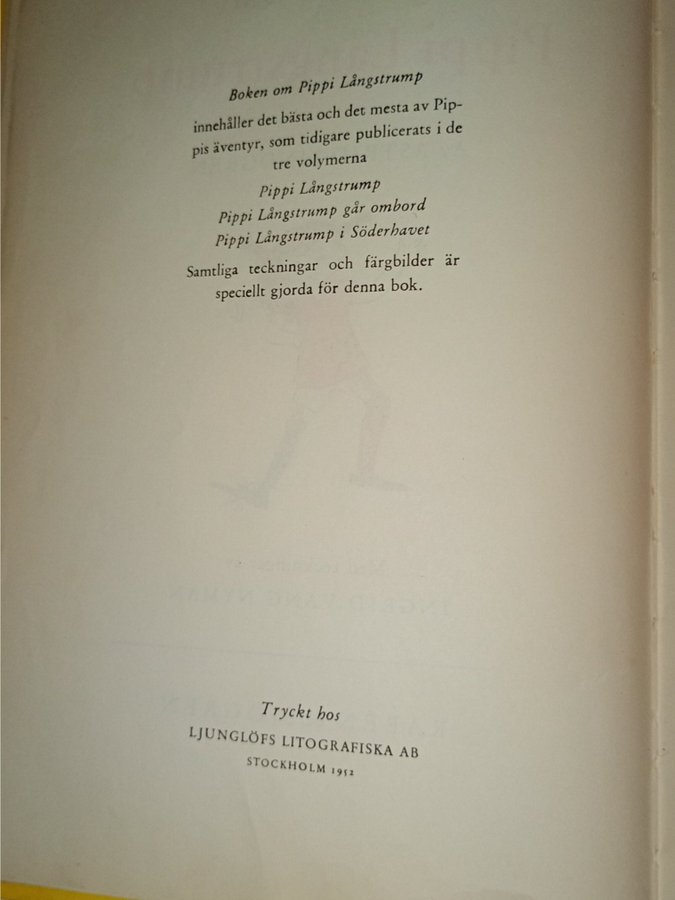 Boken om Pippi Långstrump
innehåller det bästa och det mesta av Pip-
pis äventyr, som tidigare publicerats i de
tre volymerna
Pippi Långstrump
Pippi Långstrump går ombord
Pippi Långstrump i Söderhavet
Samtliga teckningar och färgbilder är
speciellt gjorda för denna bok.
Tryckt hos
LJUNGLÖFS LITOGRAFISKA AB
STOCKHOLM 1952